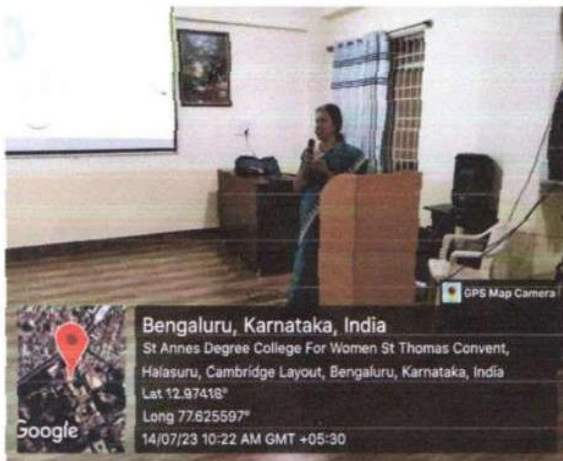 GPS Map Camera
Bengaluru, Karnataka, India
St Annes Degree College For Women St Thomas Convent,
Halasuru, Cambridge Layout, Bengaluru, Karnataka, India
Lat 12.97418°
Long 77.625597°
14/07/23 10:22 AM GMT +05:30
Google